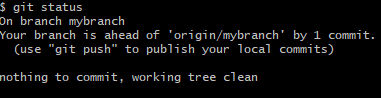 $ git status
On branch mybranch
Your branch is ahead of 'origin/mybranch' by 1 commit.
  (use "git push" to publish your local commits)

nothing to commit, working tree clean